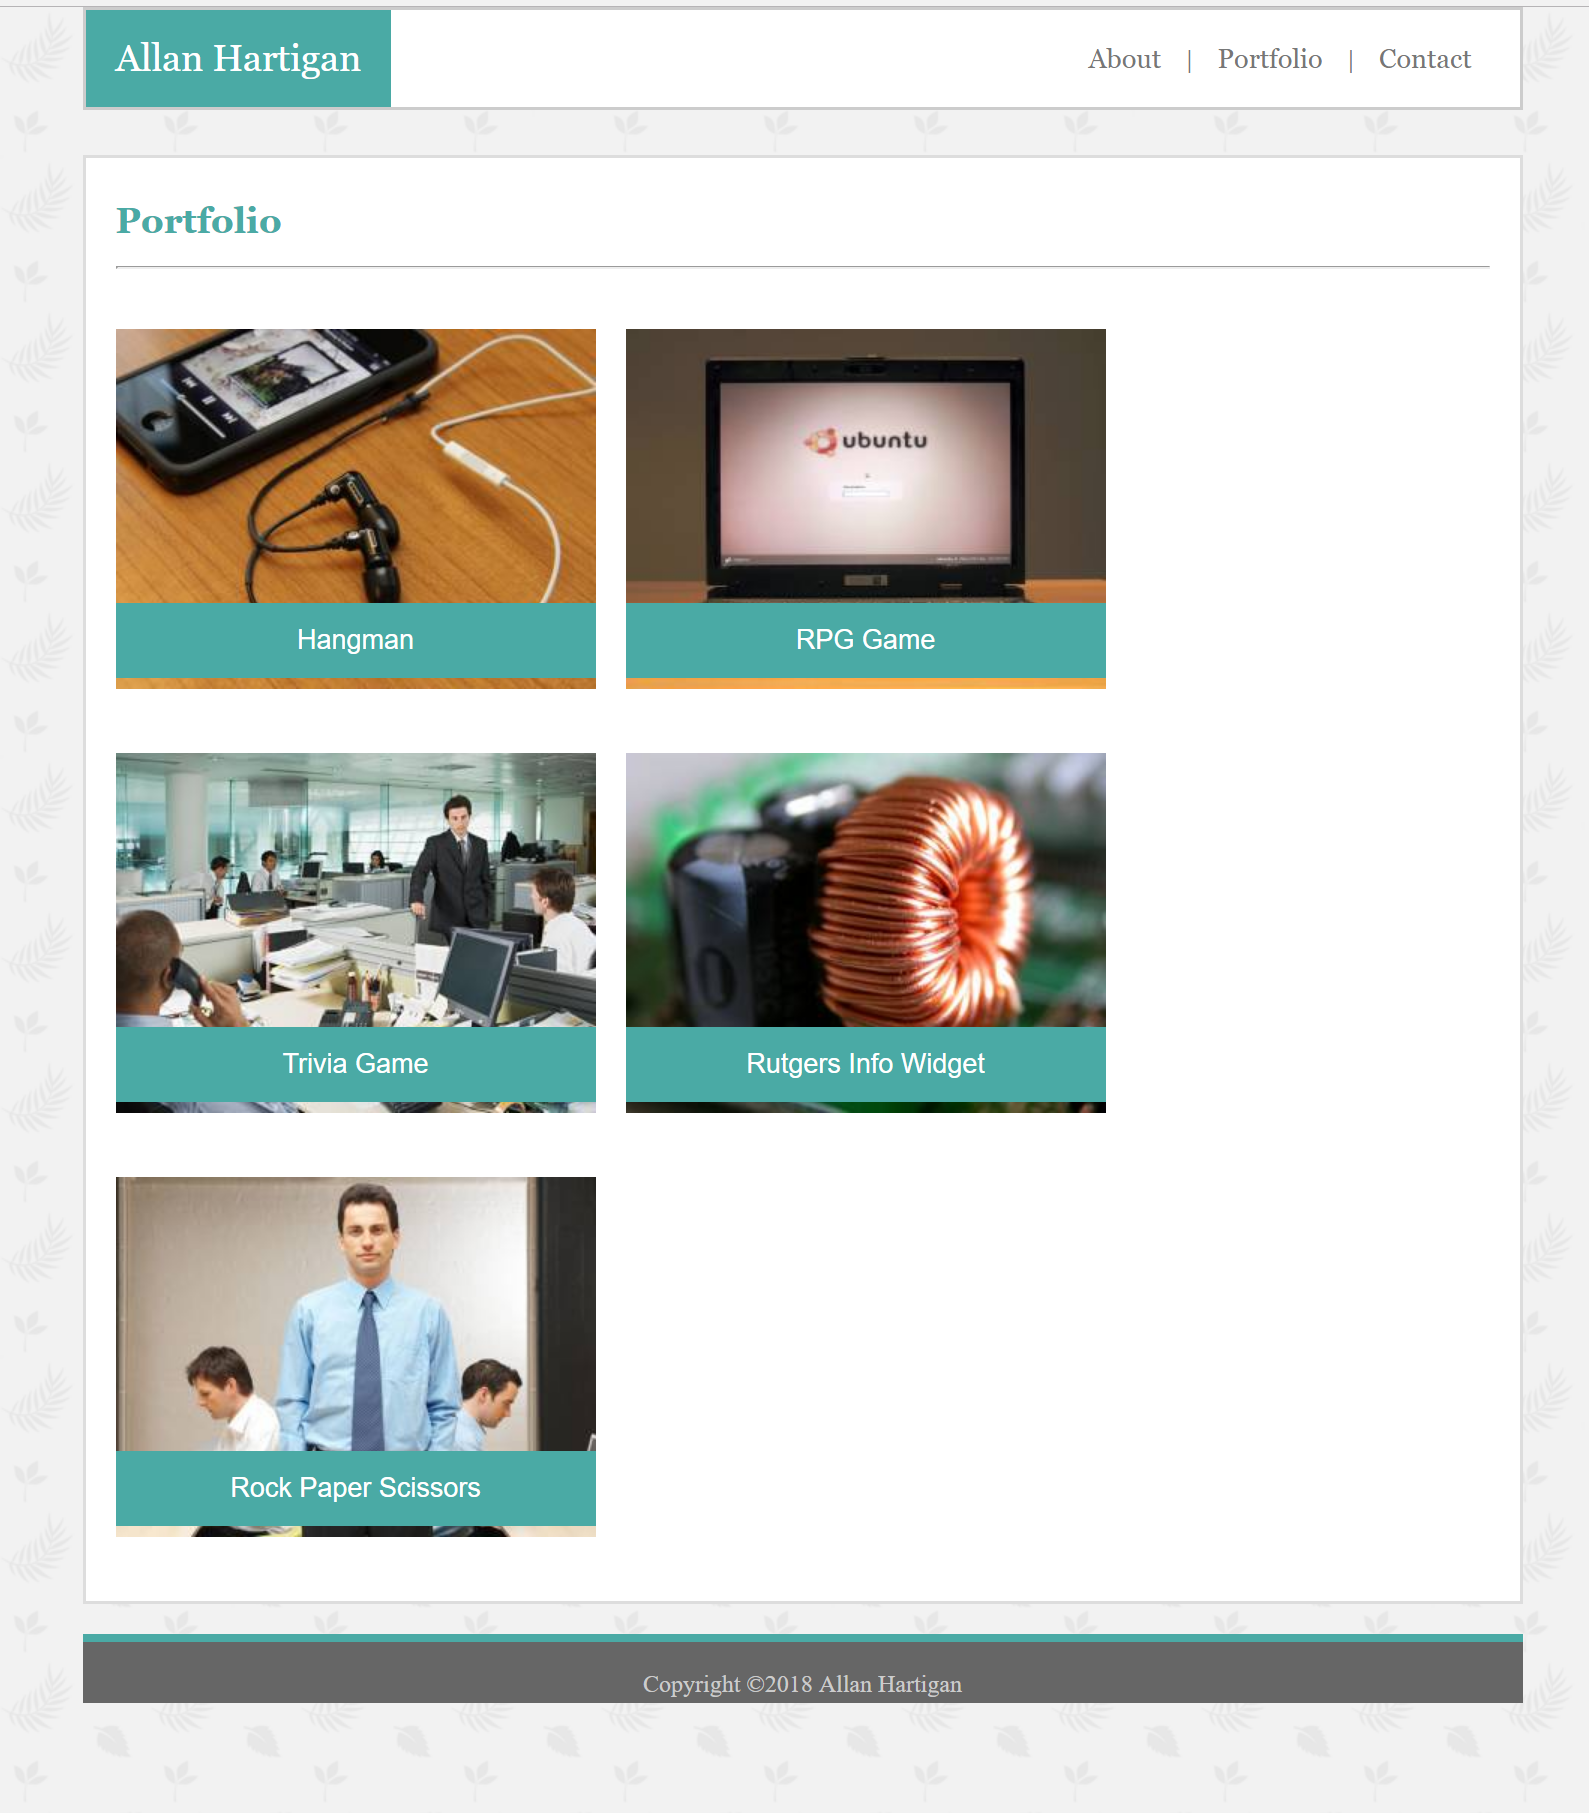 Allan Hartigan
About | Portfolio | Contact
Portfolio
ubuntu
Hangman
RPG Game
Trivia Game
Rutgers Info Widget
Rock Paper Scissors
Copyright ©2018 Allan Hartigan